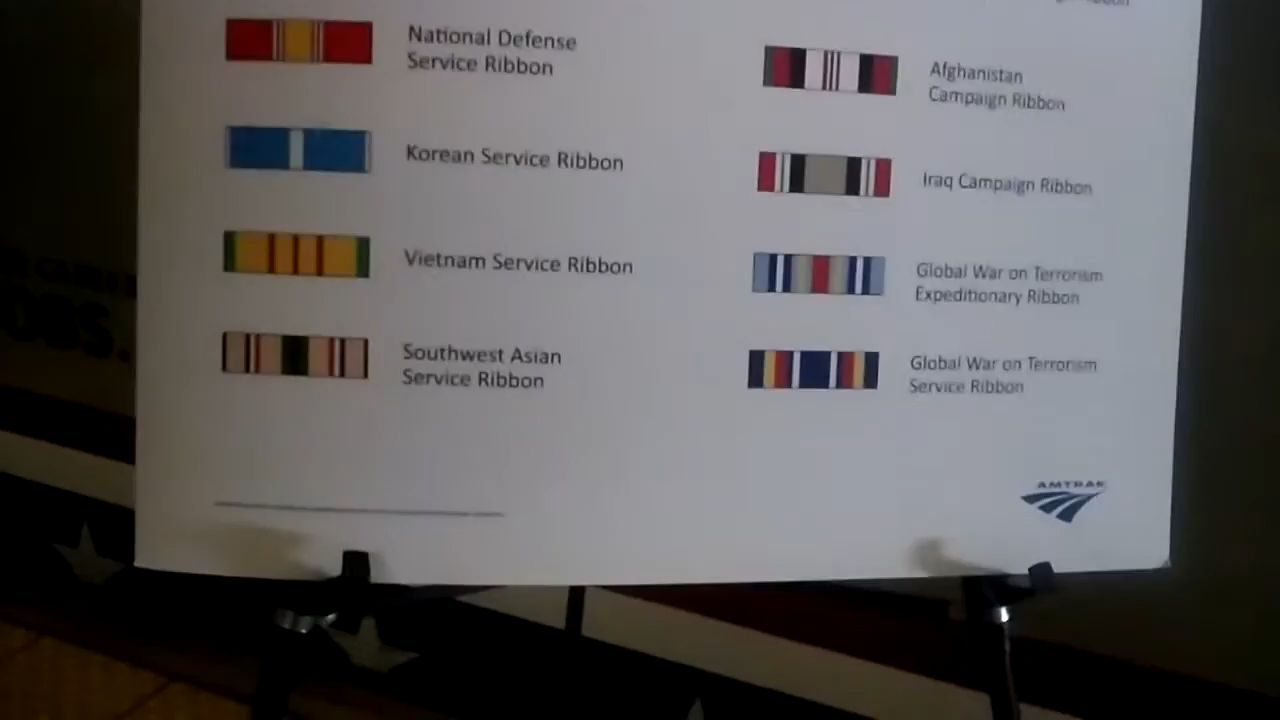 National Defense
Service Ribbon
Korean Service Ribbon
Vietnam Service Ribbon
Southwest Asian
Service Ribbon
Afghanistan
Campaign Ribbon
Iraq Campaign Ribbon
Global War on Terrorism
Expeditionary Ribbon
Global War on Terrorism
Service Ribbon
AMTRAK